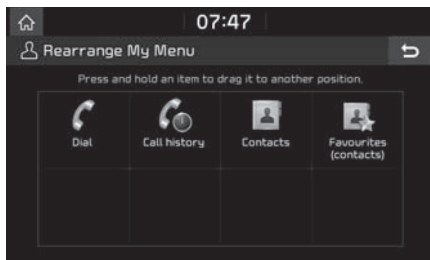 07:47
Rearrange My Menu
Press and hold an item to drag it to another position.
Dial
Call history
Contacts
Favourites
(contacts)